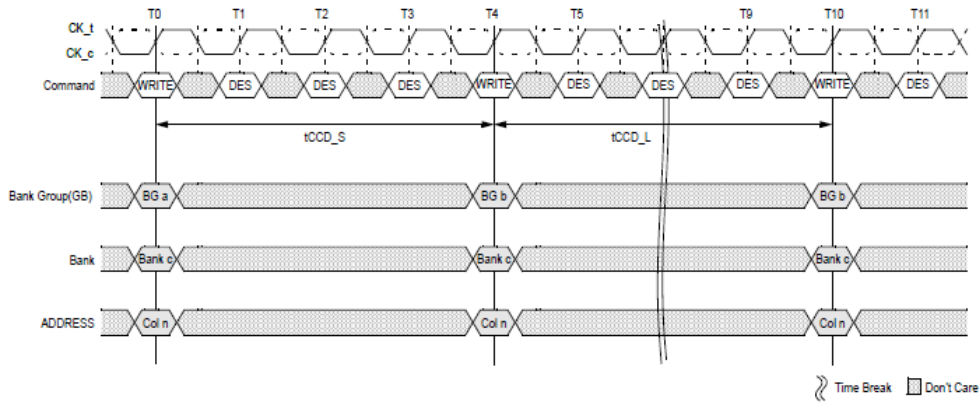 T0 T1 T2 T3 T4 T5 T9 T10 T11
CK_t
CK_c
Command WRITE DES DES DES WRITE DES DES DES WRITE DES
tCCD_S tCCD_L
Bank Group(GB) BG a BG b BG b
Bank Bank c Bank c Bank c
ADDRESS Col n Col n Col n
Time Break Don't Care